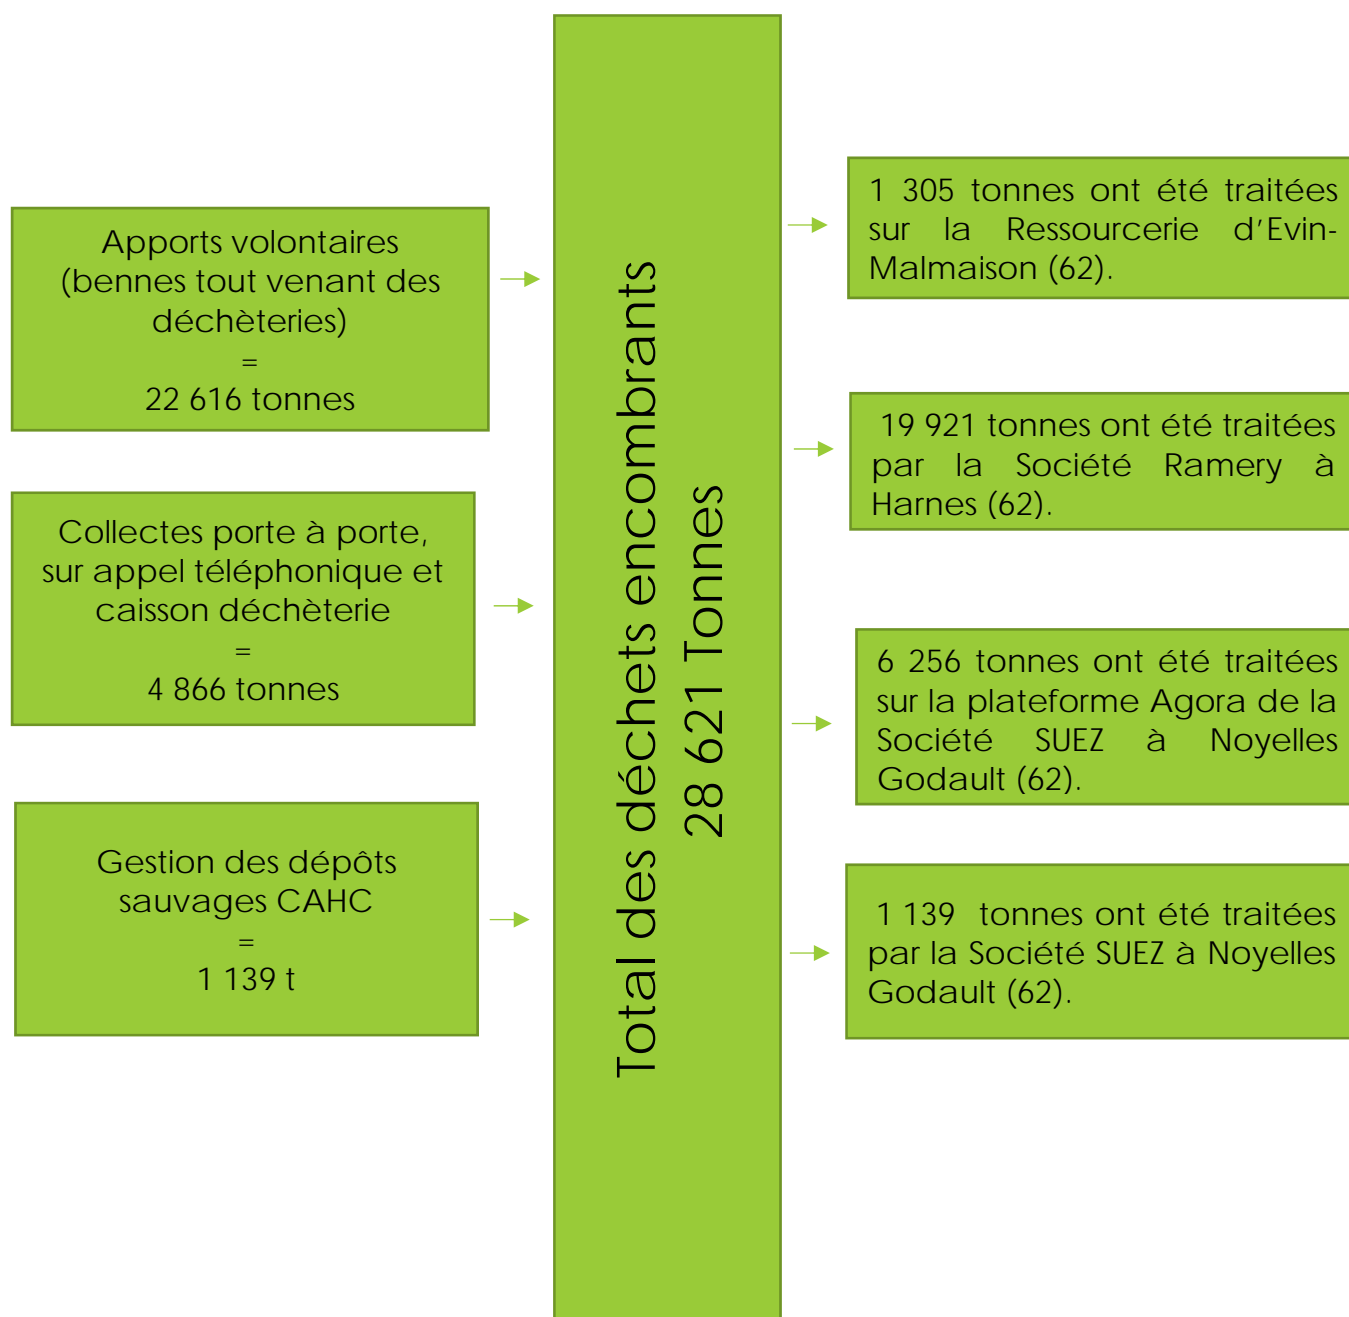 Apports volontaires
(bennes tout venant des
déchèteries)
=
22 616 tonnes
Collectes porte à porte,
sur appel téléphonique et
caisson déchèterie
=
4 866 tonnes
Gestion des dépôts
sauvages CAHC
=
1 139 t
Total des déchets encombrants
28 621 Tonnes
1 305 tonnes ont été traitées
sur la Ressourcerie d'Evin-
Malmaison (62).
19 921 tonnes ont été traitées
par la Société Ramery à
Harnes (62).
6 256 tonnes ont été traitées
sur la plateforme Agora de la
Société SUEZ à Noyelles
Godault (62).
1 139 tonnes ont été traitées
par la Société SUEZ à Noyelles
Godault (62).